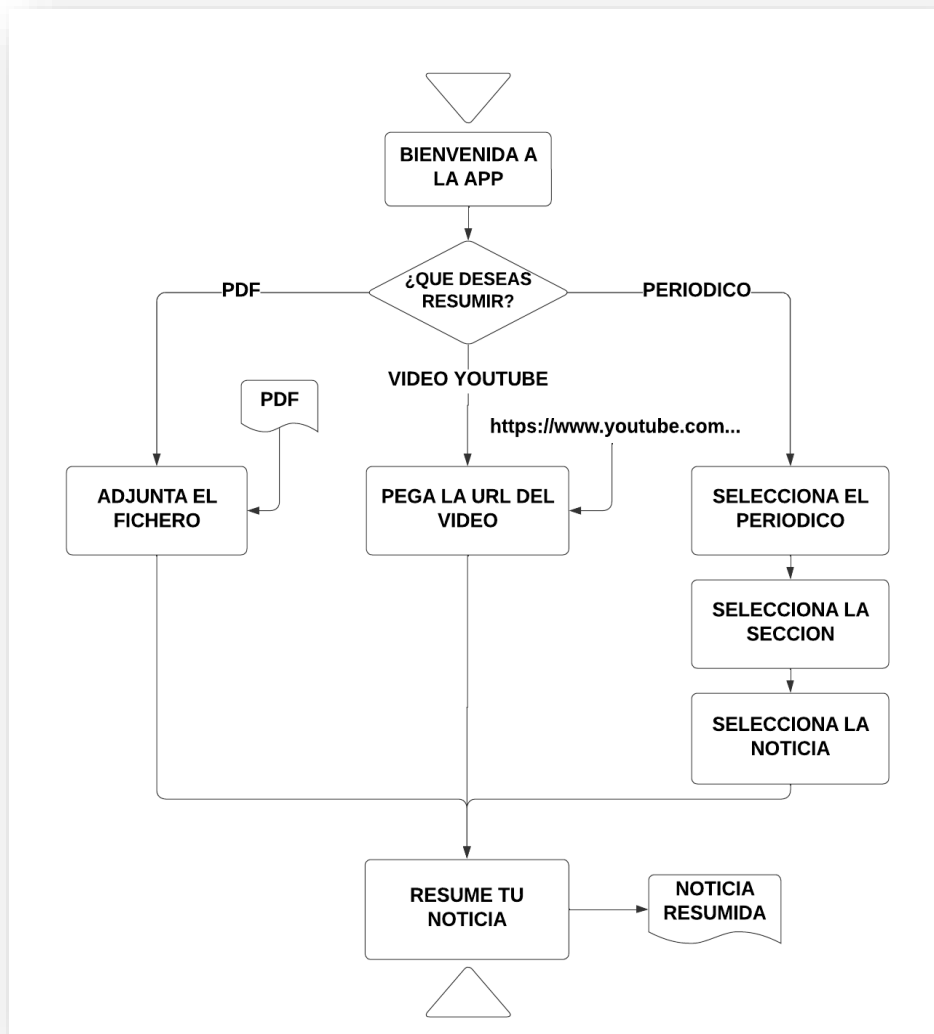 BIENVENIDA A
LA APP
¿QUE DESEAS
RESUMIR?
PDF
PERIODICO
VIDEO YOUTUBE
PDF
https://www.youtube.com...
ADJUNTA EL
FICHERO
PEGA LA URL DEL
VIDEO
SELECCIONA EL
PERIODICO
SELECCIONA LA
SECCION
SELECCIONA LA
NOTICIA
RESUME TU
NOTICIA
NOTICIA
RESUMIDA